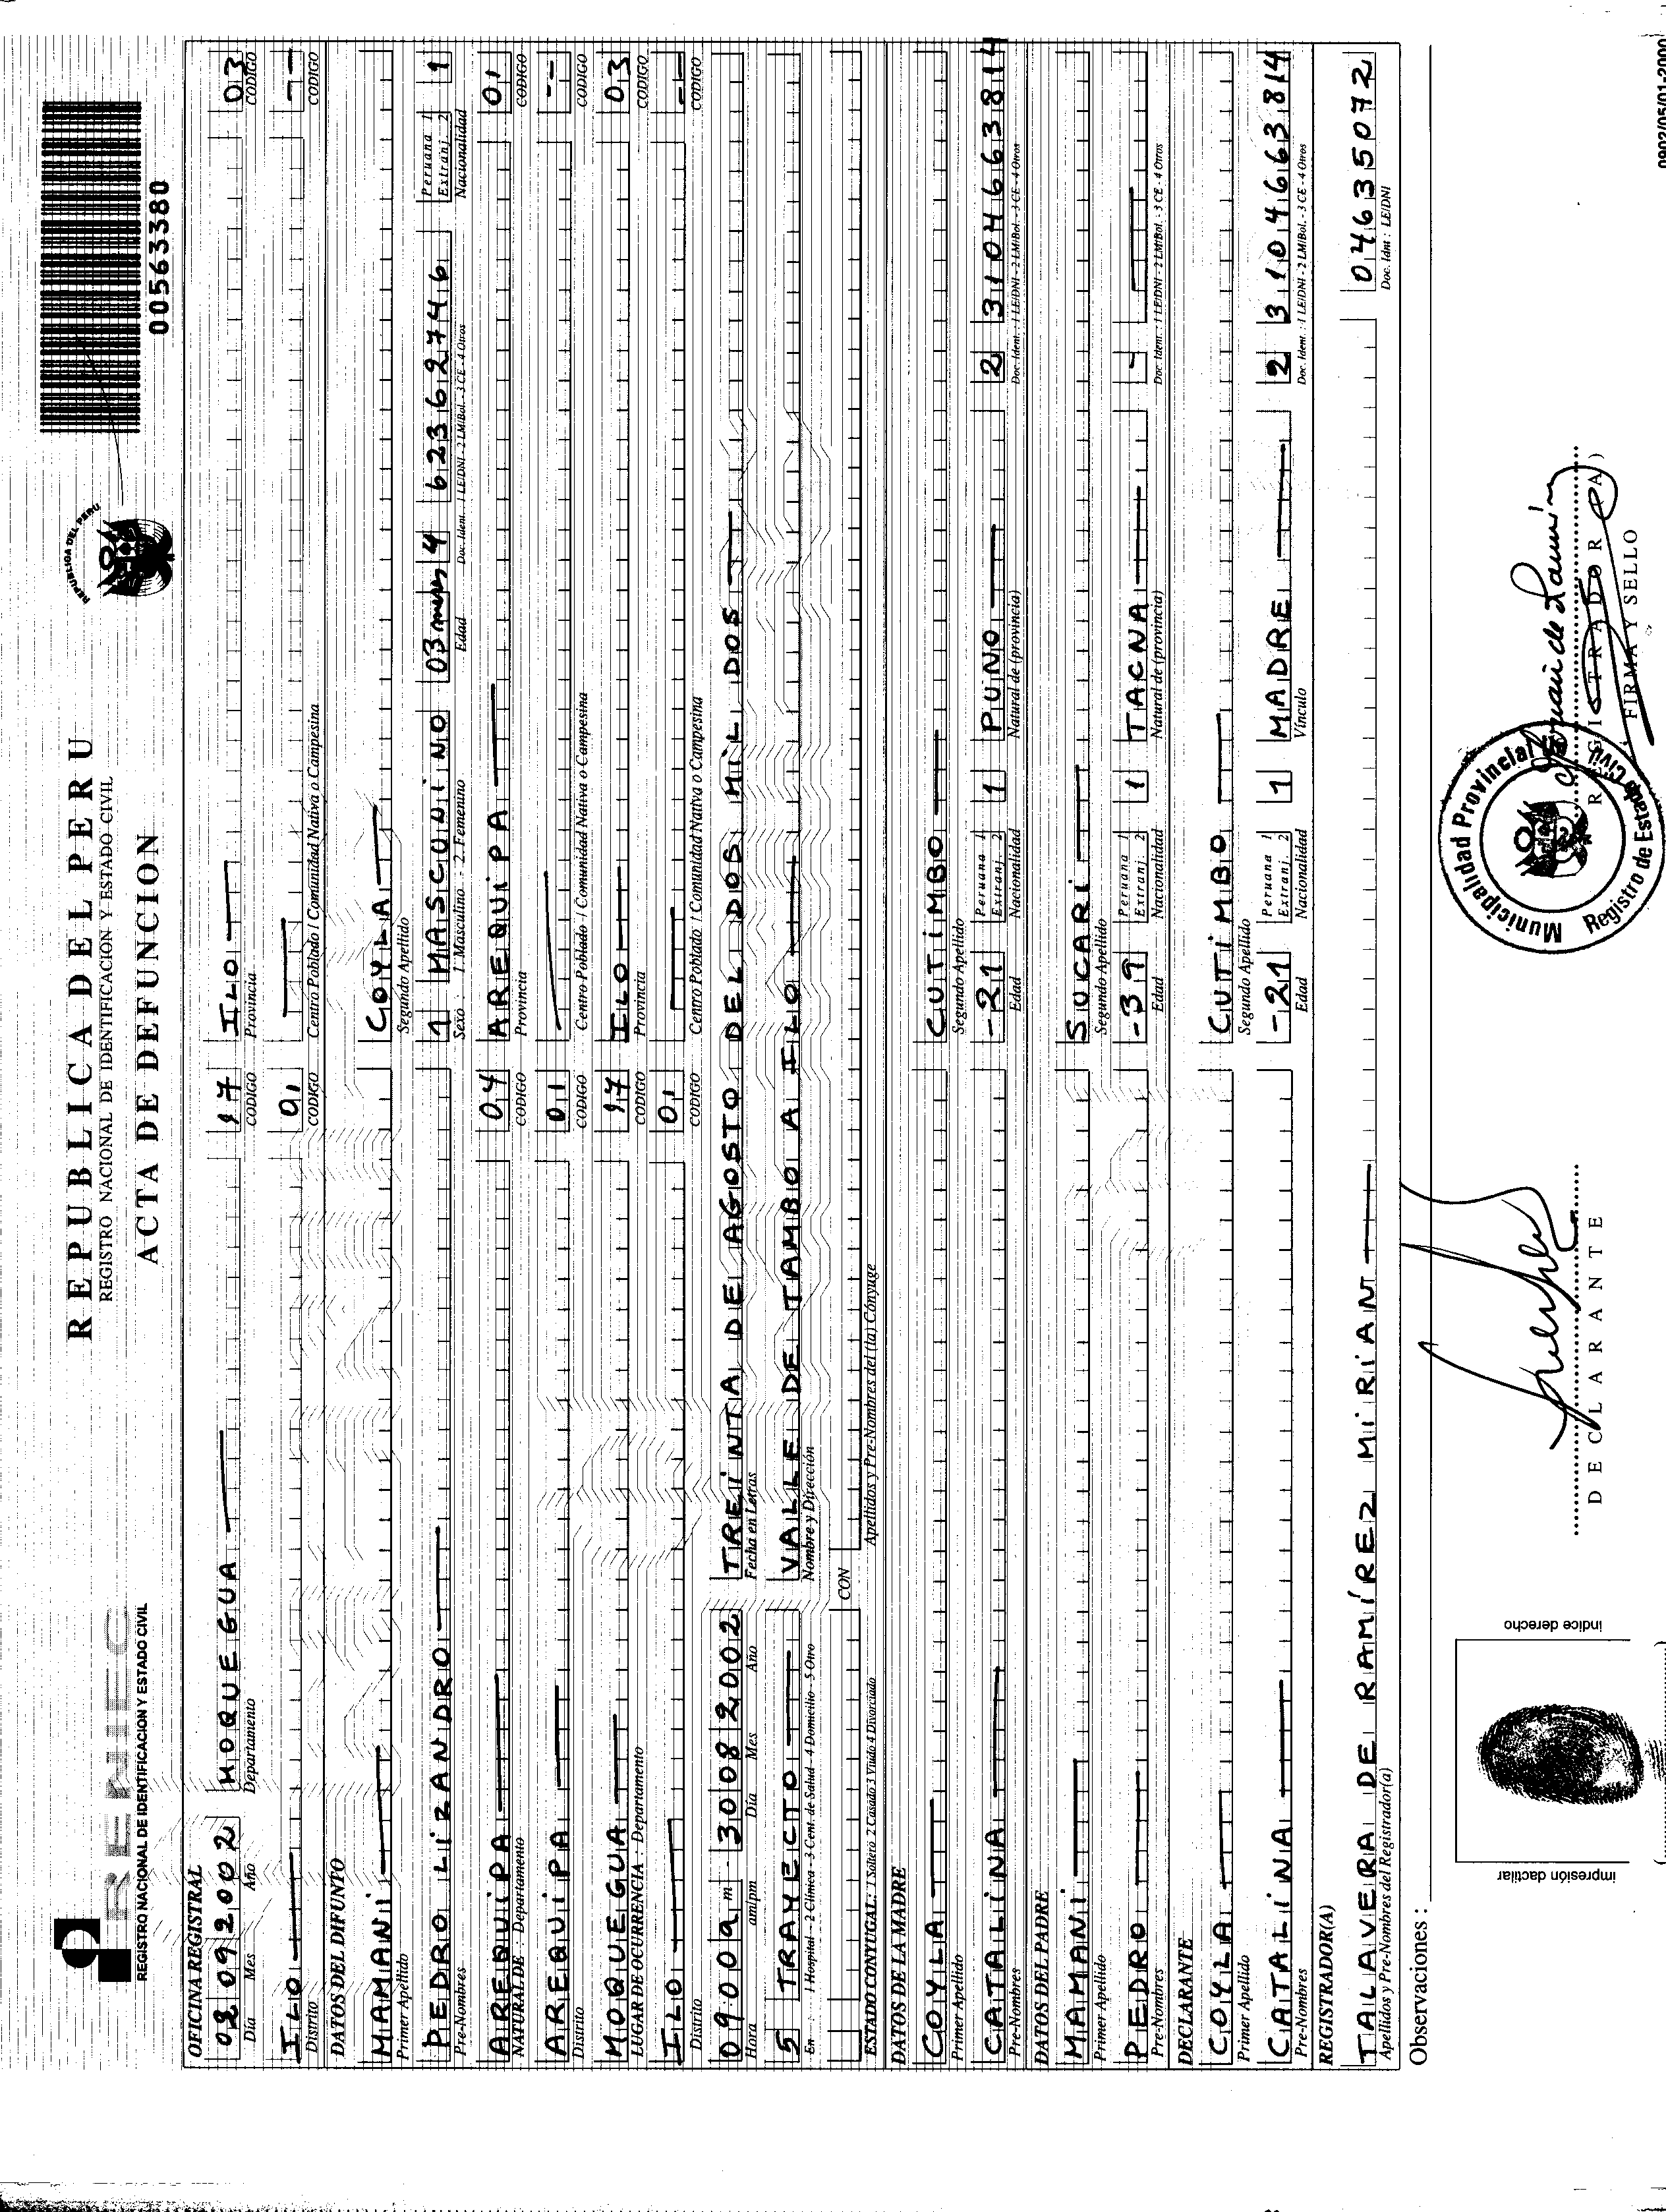 RENIEC
REGISTRO NACIONAL DE IDENTIFICACION Y ESTADO CIVIL
REPUBLICA DEL PERU
REGISTRO NACIONAL DE IDENTIFICACION Y ESTADO CIVIL
ACTA DE DEFUNCION
REPUBLICA DEL PERU
00563380
OFICINA REGISTRAL
02 09 2002 MOQUEGUA 17 ILO 03
Día Mes Año Departamento CODIGO Provincia CODIGO
ILO 01 --
Distrito CODIGO Centro Poblado / Comunidad Nativa o Campesina CODIGO
DATOS DEL DIFUNTO
MAMANI COYLA
Primer Apellido Segundo Apellido
PEDRO LIZANDRO 1 MASCULINO 03 meses 4 62362746 Peruana 1 Extranj. 2 1
Pre-Nombres Sexo : 1. Masculino - 2. Femenino Edad Doc. Ident. 1 LE/DNI - 2 LM/Bol. - 3 CE - 4 Otros Nacionalidad
AREQUIPA 04 AREQUIPA 01
NATURAL DE : Departamento CODIGO Provincia CODIGO
AREQUIPA 01 --
Distrito CODIGO Centro Poblado / Comunidad Nativa o Campesina CODIGO
MOQUEGUA 17 ILO 03
LUGAR DE OCURRENCIA : Departamento CODIGO Provincia CODIGO
ILO 01 --
Distrito CODIGO Centro Poblado / Comunidad Nativa o Campesina CODIGO
09 00 am 30 08 2002 TREINTA DE AGOSTO DEL DOS MIL DOS
Hora am/pm Día Mes Año Fecha en Letras
5 TRAYECTO VALLE DE TAMBO A ILO
En : 1 Hospital - 2 Clínica - 3 Cent. de Salud - 4 Domicilio - 5 Otro Nombre y Dirección
CON
ESTADO CONYUGAL : 1 Soltero 2 Casado 3 Viudo 4 Divorciado Apellidos y Pre-Nombres del (la) Cónyuge
DATOS DE LA MADRE
COYLA CUTIMBO
Primer Apellido Segundo Apellido
CATALINA -21 Peruana 1 Extranj. 2 1 PUNO 2 3104663814
Pre-Nombres Edad Nacionalidad Natural de (provincia) Doc. Ident. : 1 LE/DNI - 2 LM/Bol. - 3 CE - 4 Otros
DATOS DEL PADRE
MAMANI SUCARI
Primer Apellido Segundo Apellido
PEDRO -39 Peruana 1 Extranj. 2 1 TACNA -
Pre-Nombres Edad Nacionalidad Natural de (provincia) Doc. Ident. : 1 LE/DNI - 2 LM/Bol. - 3 CE - 4 Otros
DECLARANTE
COYLA CUTIMBO
Primer Apellido Segundo Apellido
CATALINA -21 Peruana 1 Extranj. 2 1 MADRE 2 3104663814
Pre-Nombres Edad Nacionalidad Vínculo Doc. Ident. : 1 LE/DNI - 2 LM/Bol. - 3 CE - 4 Otros
REGISTRADOR(A)
TALAVERA DE RAMÍREZ MIRIAN 04635072
Apellidos y Pre-Nombres del Registrador(a) Doc. Idnt : LE/DNI
Observaciones :
impresión dactilar
índice derecho
DECLARANTE
Municipalidad Provincial
Registro de Estado Civil
REGISTRADOR (A)
FIRMA Y SELLO
0902/05/01-2000